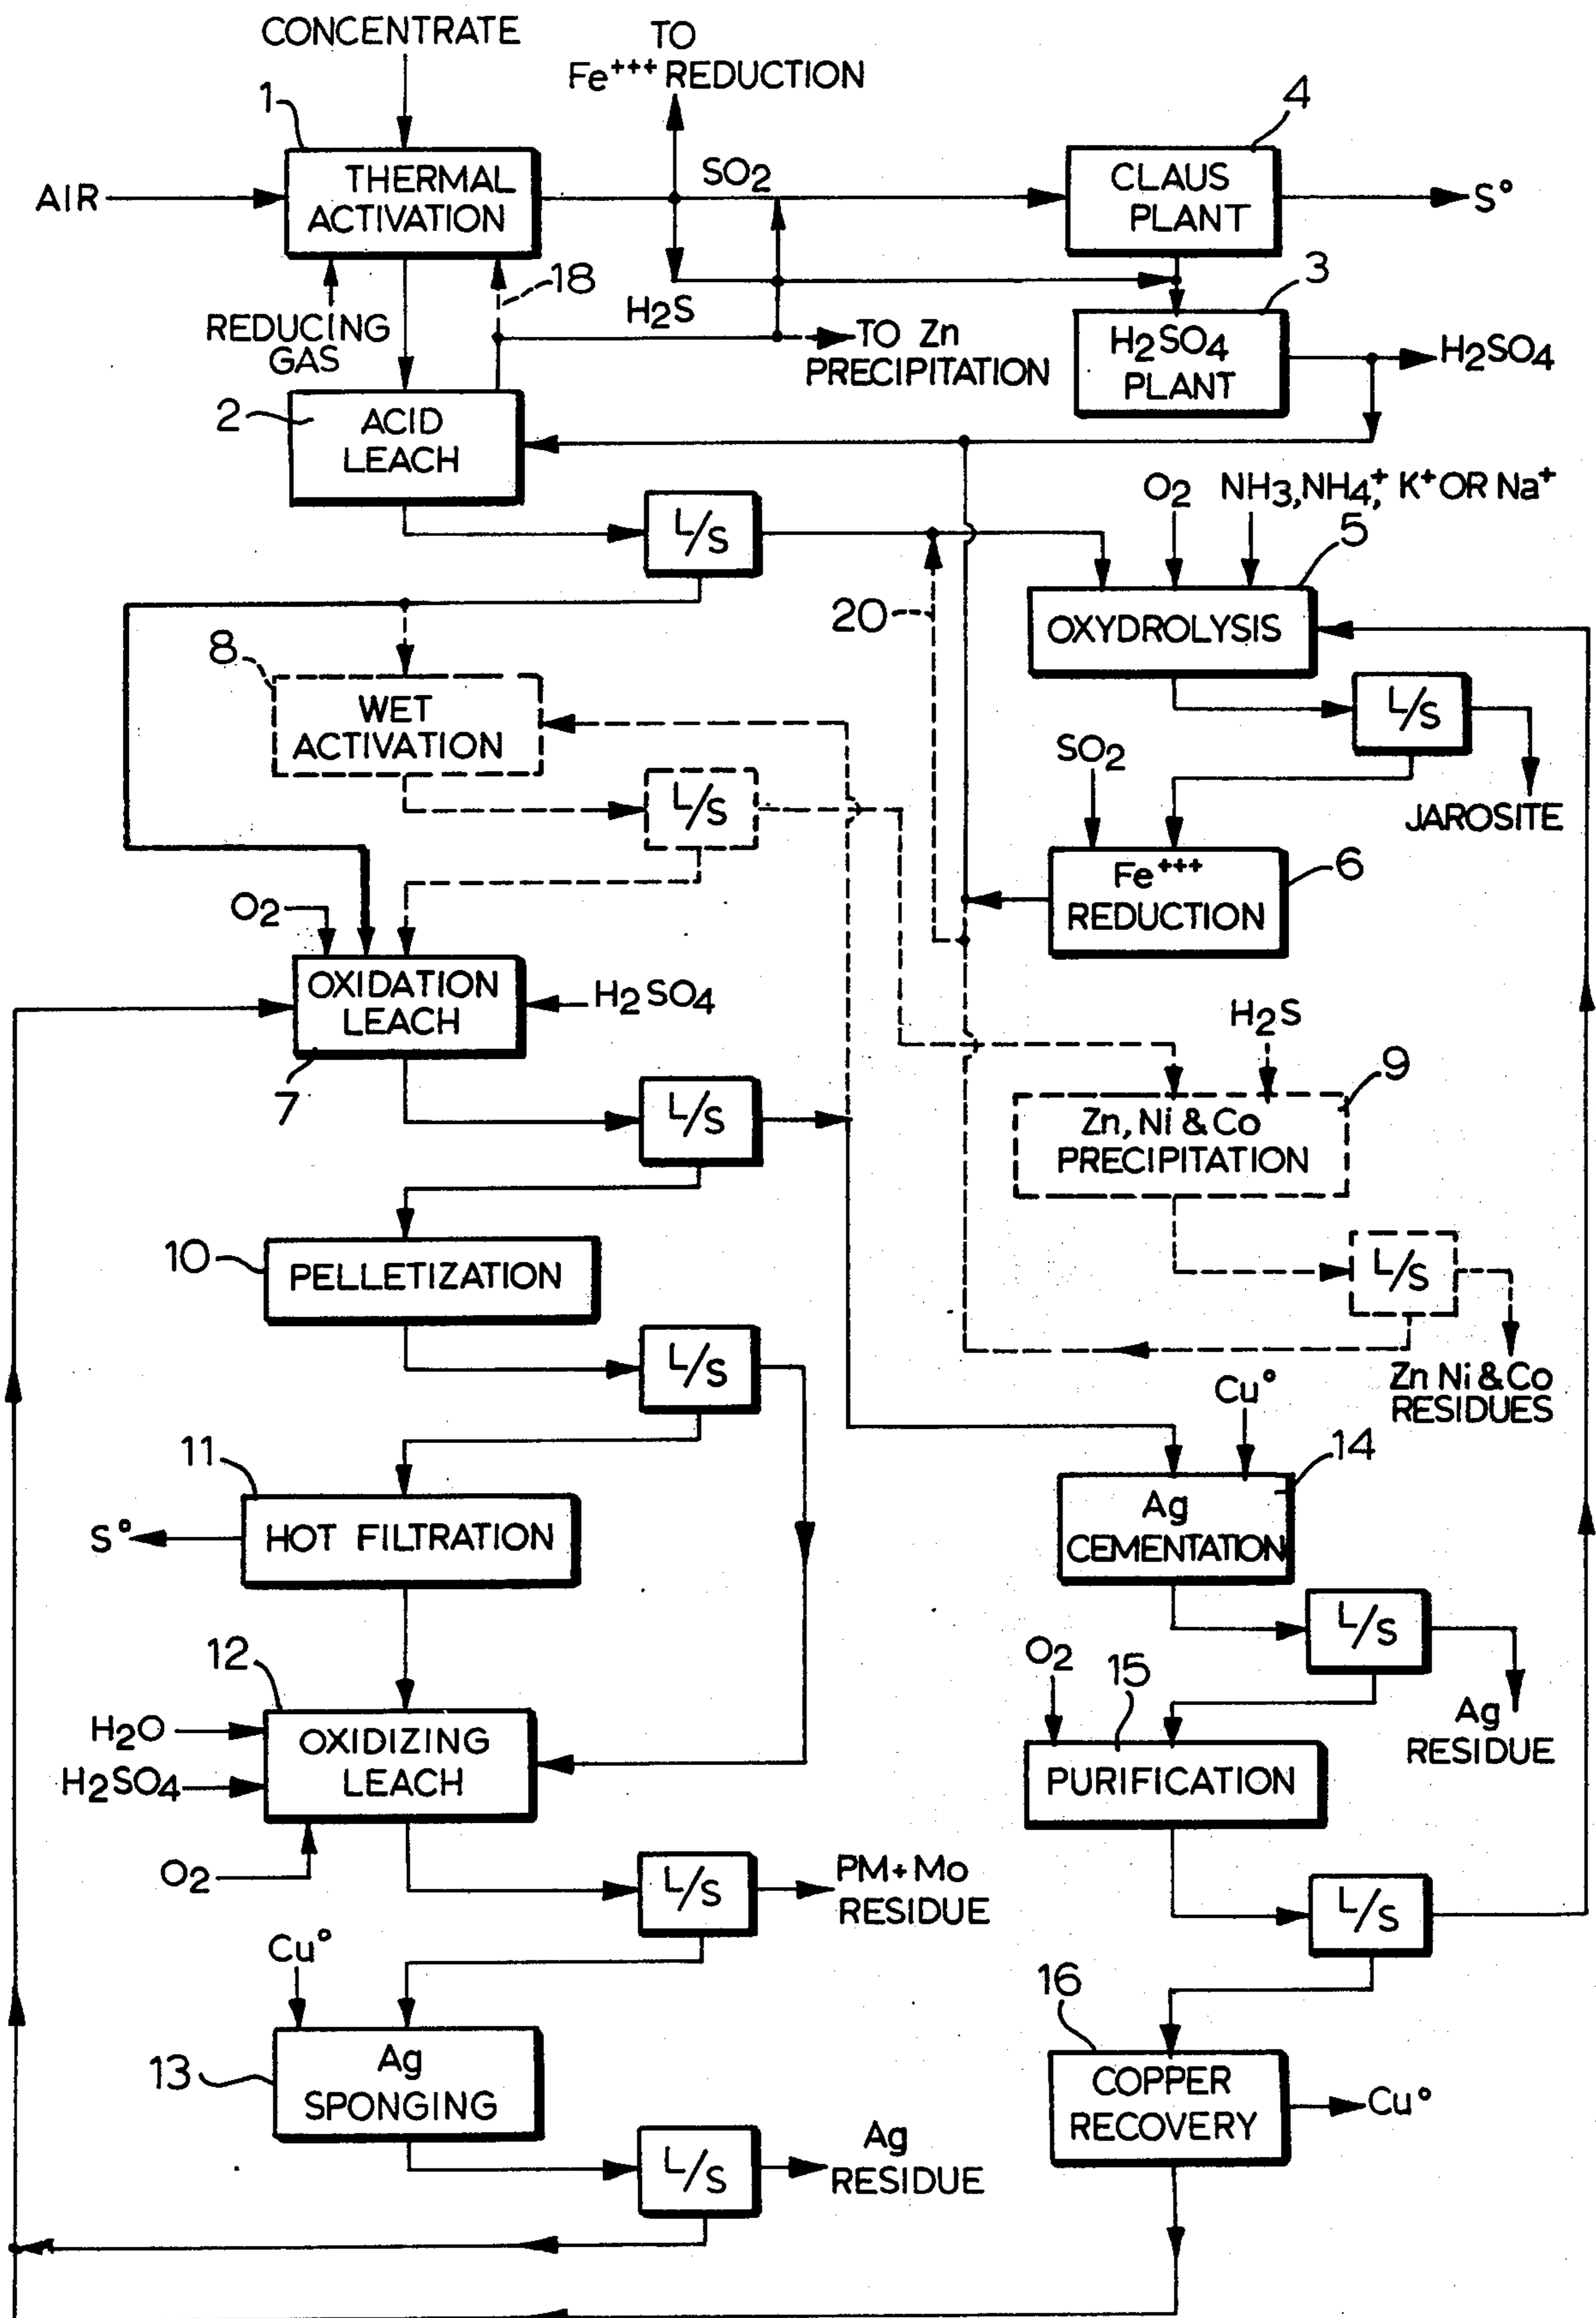 CONCENTRATE
TO
Fe+++ REDUCTION
1
4
AIR
THERMAL
ACTIVATION
SO2
CLAUS
PLANT
S°
18
3
REDUCING
GAS
H2S
TO Zn
PRECIPITATION
H2SO4
PLANT
H2SO4
2
ACID
LEACH
O2
NH3, NH4,+ K+ OR Na+
L/S
5
20
OXYDROLYSIS
8
WET
ACTIVATION
L/S
SO2
L/S
JAROSITE
Fe+++
REDUCTION
6
O2
OXIDATION
LEACH
H2SO4
H2S
7
9
L/S
Zn, Ni & Co
PRECIPITATION
10
PELLETIZATION
L/S
L/S
Zn Ni & Co
RESIDUES
Cu°
11
14
S°
HOT FILTRATION
Ag
CEMENTATION
L/S
12
O2
15
H2O
OXIDIZING
LEACH
Ag
RESIDUE
H2SO4
PURIFICATION
O2
L/S
PM+Mo
RESIDUE
L/S
Cu°
16
13
Ag
SPONGING
COPPER
RECOVERY
Cu°
L/S
Ag
RESIDUE